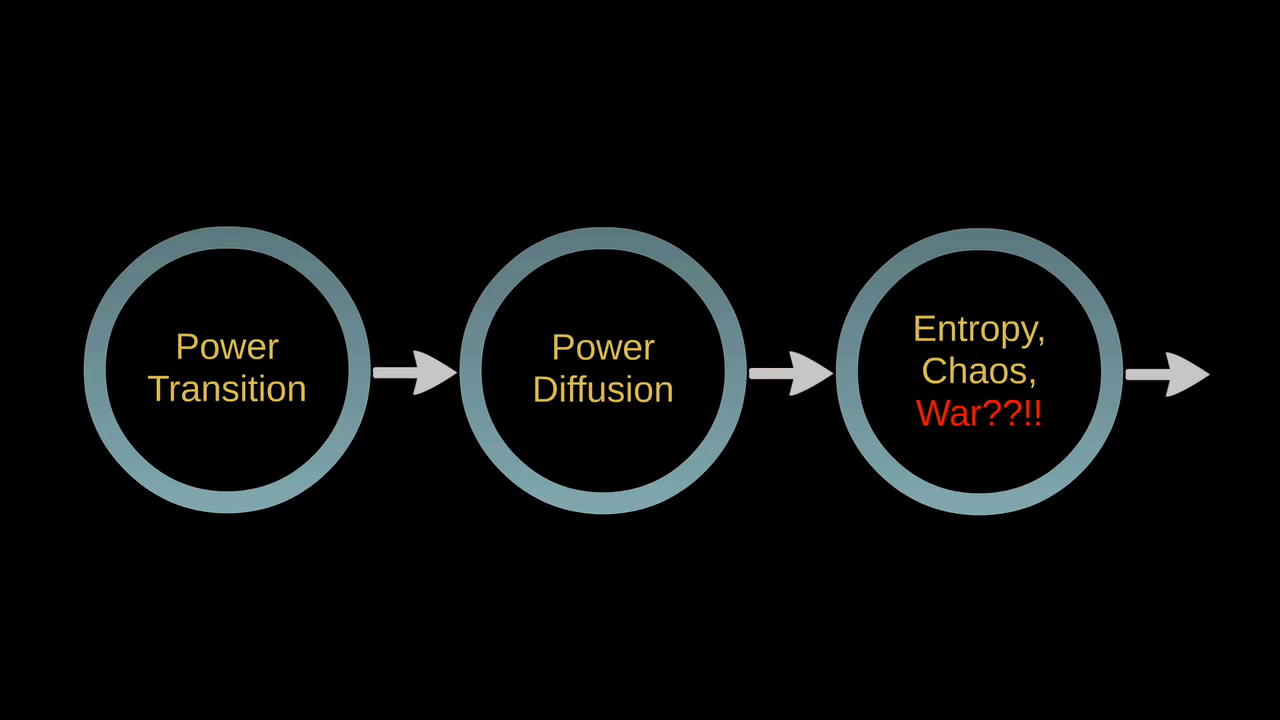 Power
Transition
Power
Diffusion
Entropy,
Chaos,
War??!!